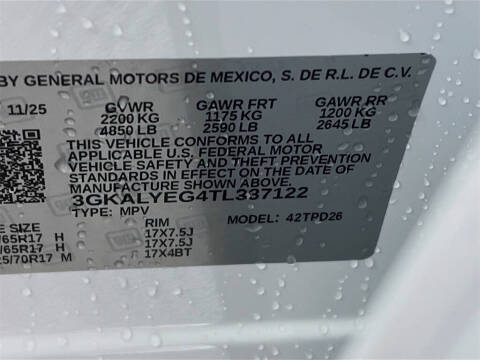 BY GENERAL MOTORS DE MEXICO, S. DE R.L. DE C.V.
11/25 GVWR GAWR FRT GAWR RR
2200 KG 1175 KG 1200 KG
4850 LB 2590 LB 2645 LB
THIS VEHICLE CONFORMS TO ALL
APPLICABLE U.S. FEDERAL MOTOR
VEHICLE SAFETY AND THEFT PREVENTION
STANDARDS IN EFFECT ON THE DATE OF
MANUFACTURE SHOWN ABOVE.
3GKALYEG4TL337122
TYPE: MPV MODEL: 42TPD26
E SIZE RIM
/65R17 H 17X7.5J
/65R17 H 17X7.5J
5/70R17 M 17X4BT